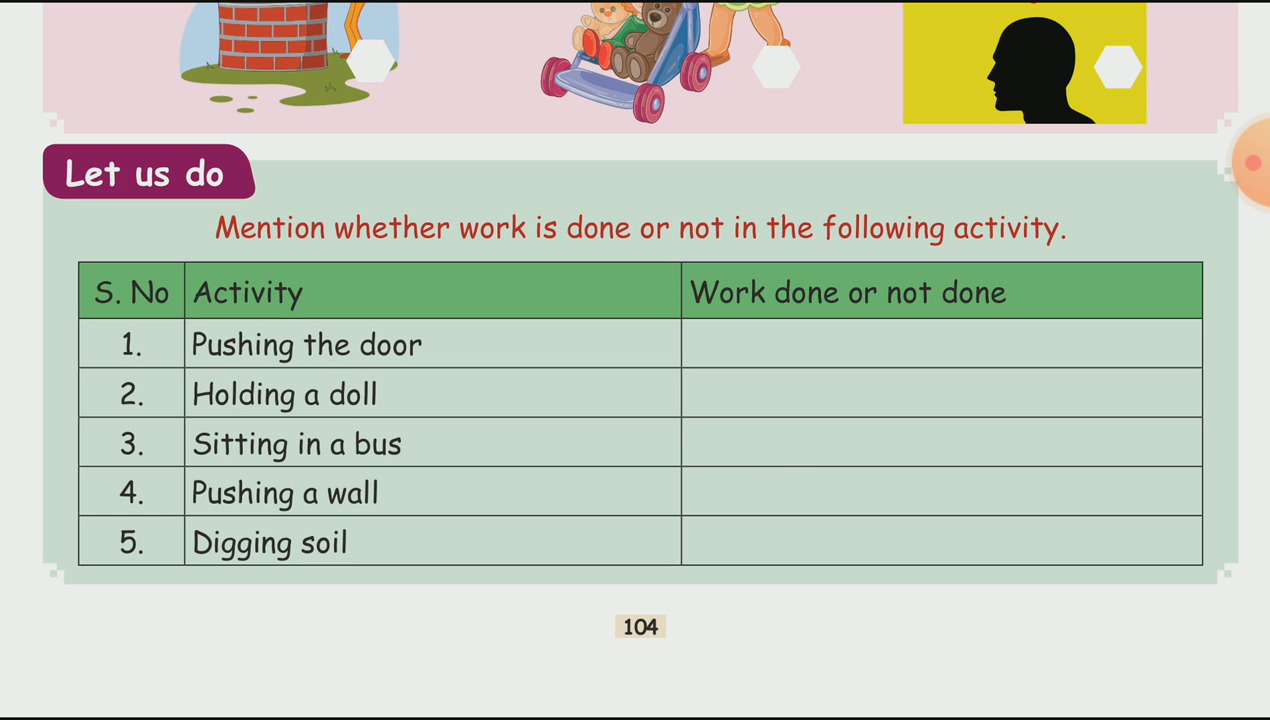 Let us do
Mention whether work is done or not in the following activity.
S. No Activity Work done or not done
1. Pushing the door
2. Holding a doll
3. Sitting in a bus
4. Pushing a wall
5. Digging soil
104